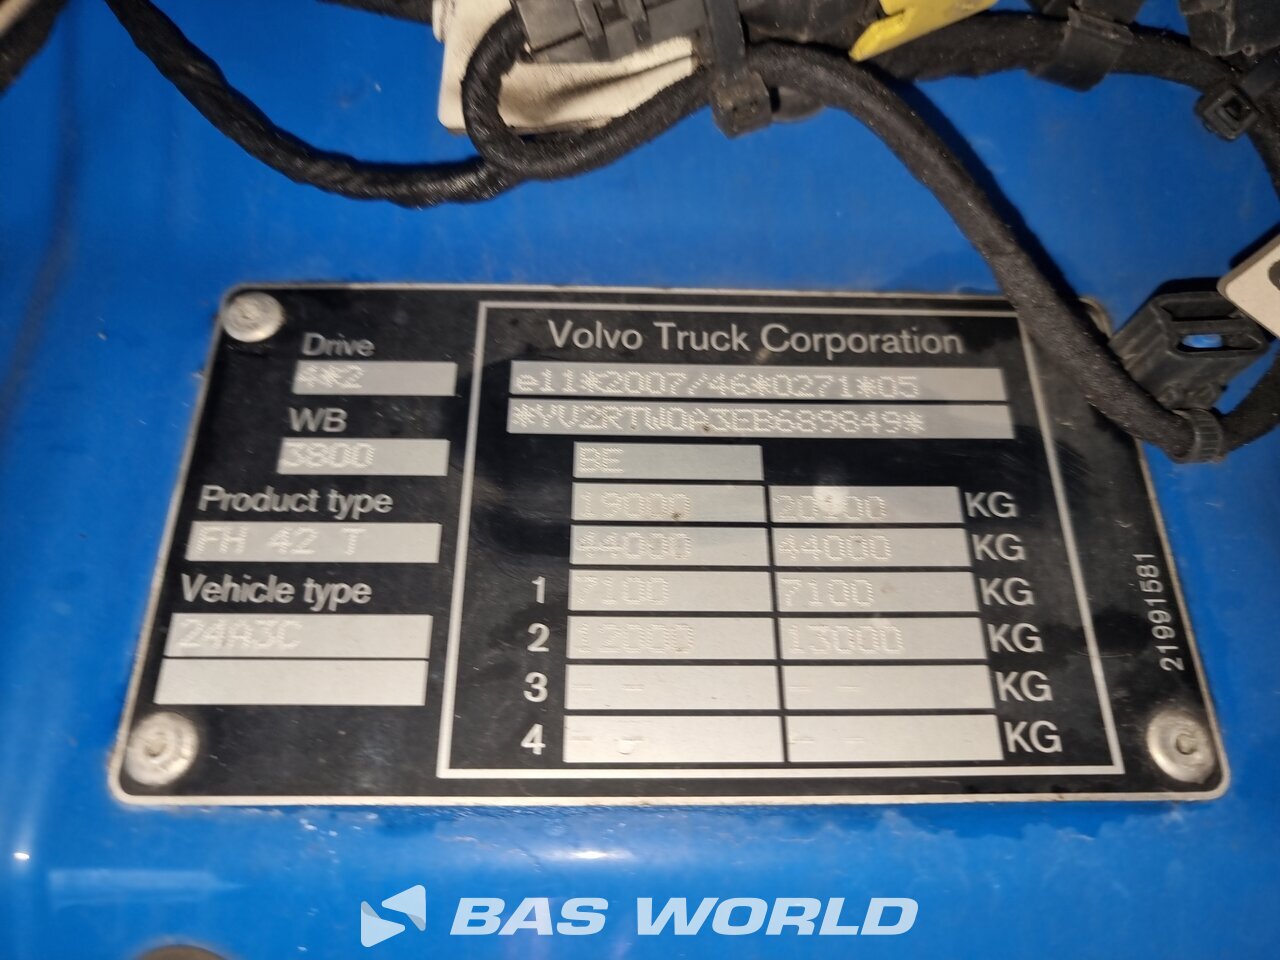 Volvo Truck Corporation
Drive
4*2
WB
3800
Product type
FH 42 T
Vehicle type
24A3C
e11*2007/46*0271*05
*YV2RTW0A3EB689849*
BE
19000 KG
44000 44000 KG
1 7100 7100 KG
2 12000 13000 KG
3 - - - - KG
4 - - - - KG
21991581
C
BAS WORLD